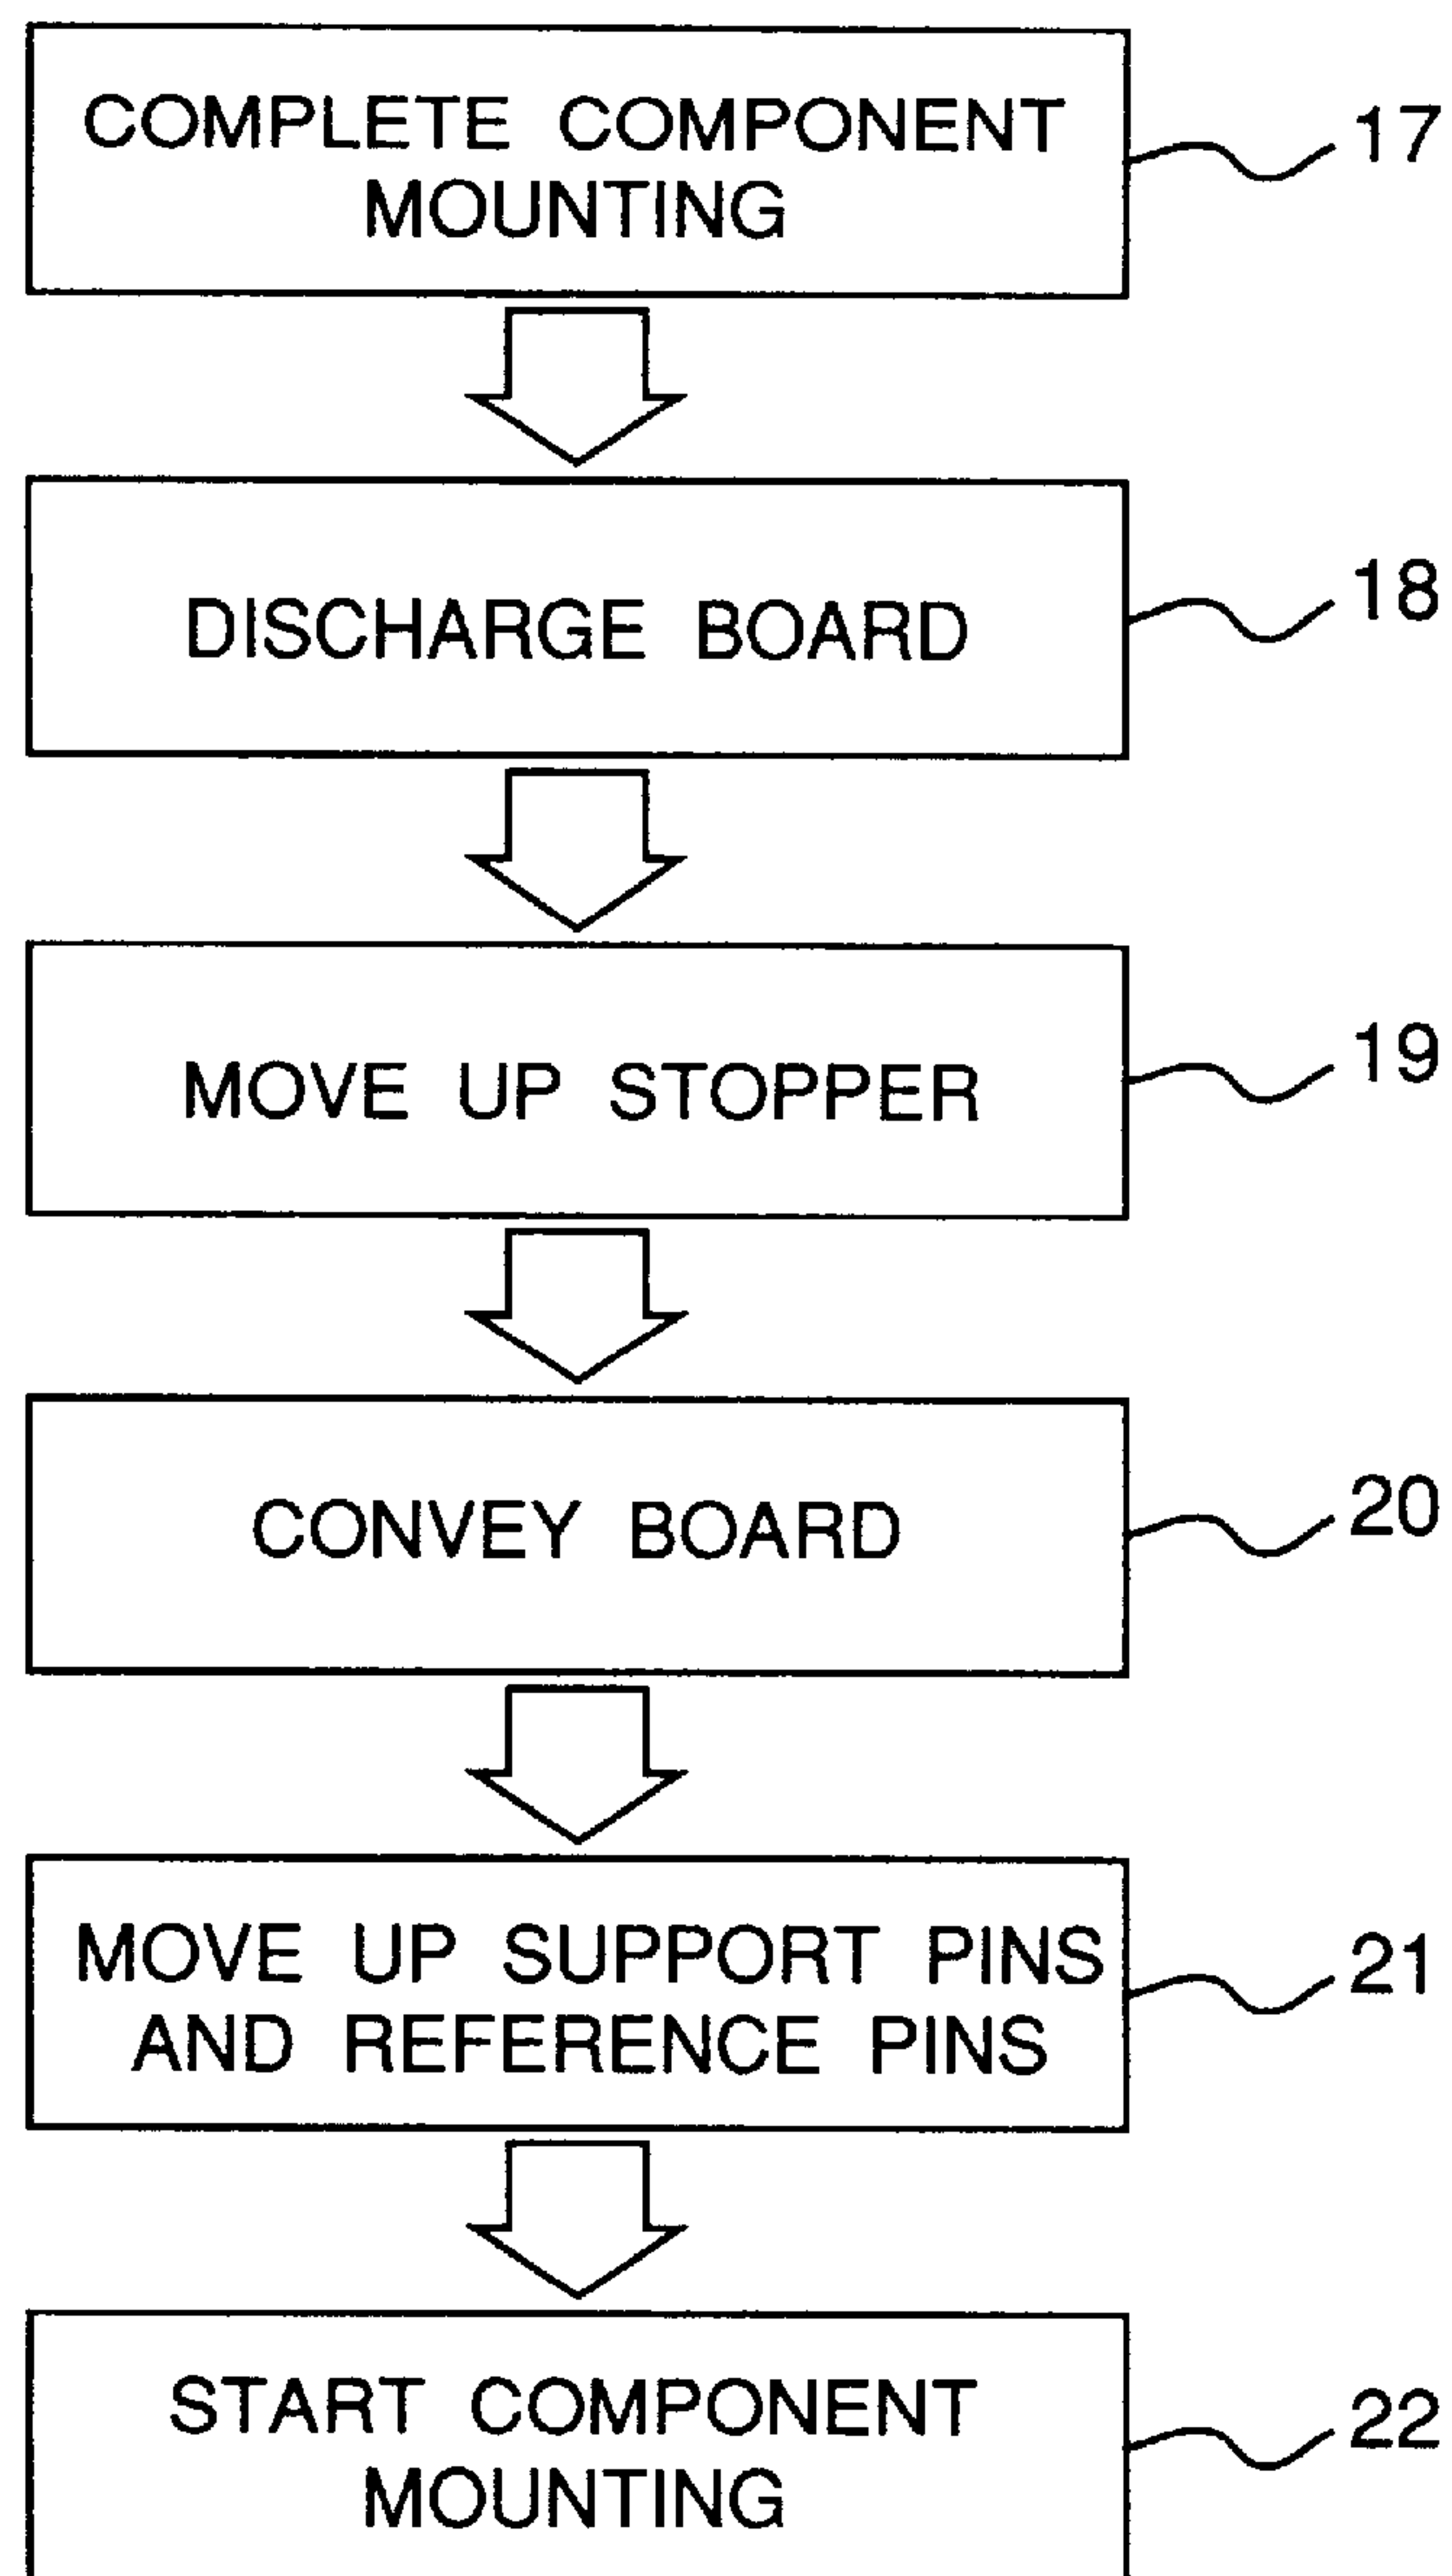 COMPLETE COMPONENT
MOUNTING
17
DISCHARGE BOARD
18
MOVE UP STOPPER
19
CONVEY BOARD
20
MOVE UP SUPPORT PINS
AND REFERENCE PINS
21
START COMPONENT
MOUNTING
22